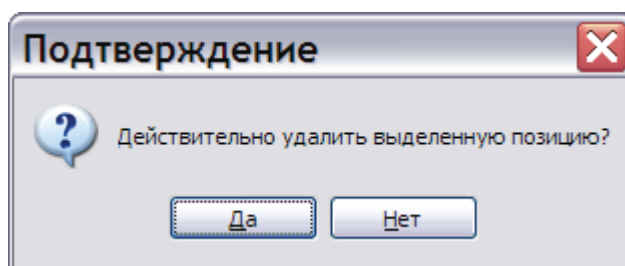 Подтверждение
Действительно удалить выделенную позицию?
Да
Нет